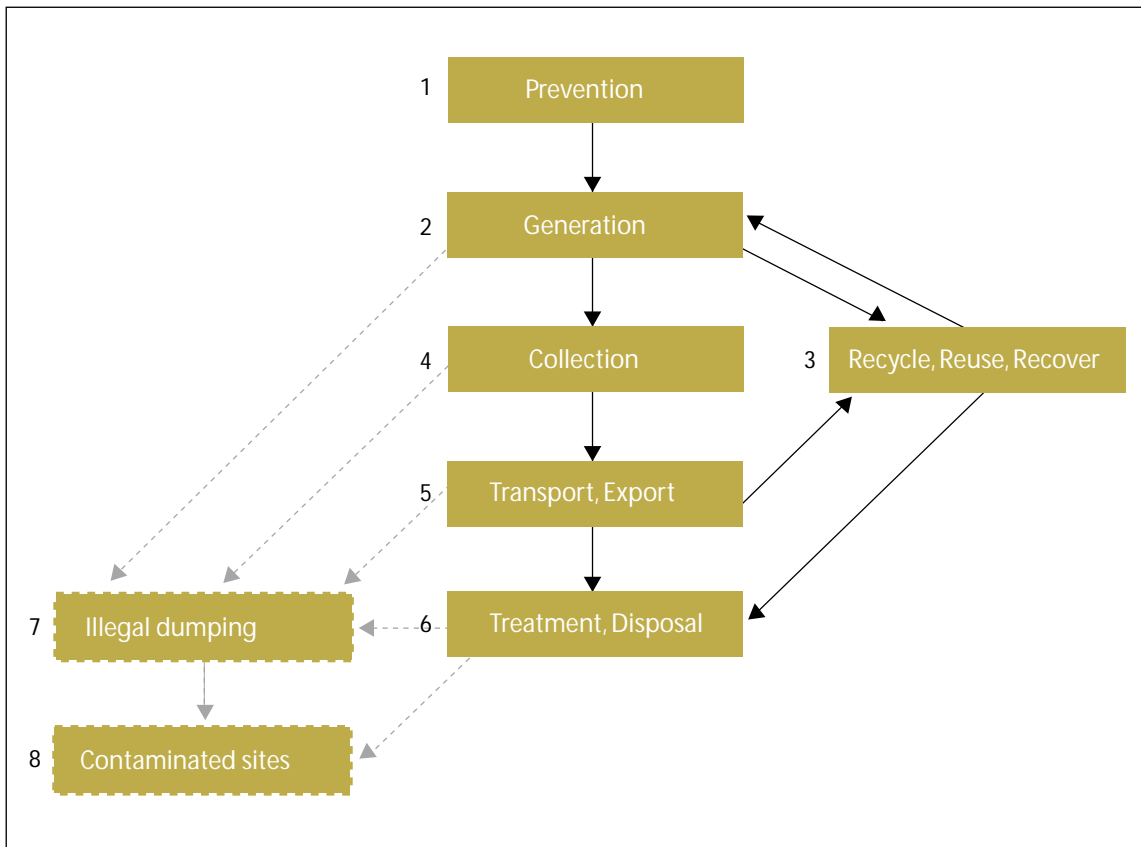 1 Prevention
2 Generation
4 Collection
3 Recycle, Reuse, Recover
5 Transport, Export
7 Illegal dumping
6 Treatment, Disposal
8 Contaminated sites